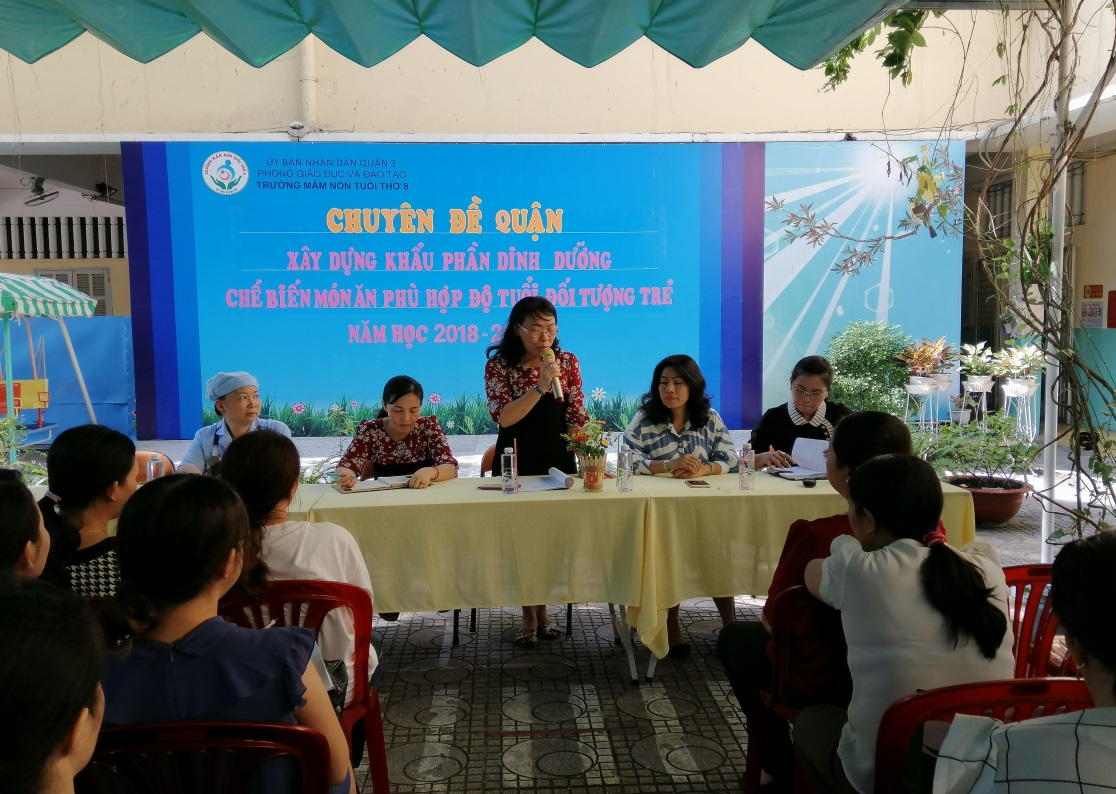 ỦY BAN NHÂN DÂN QUẬN 3
PHÒNG GIÁO DỤC VÀ ĐÀO TẠO
TRƯỜNG MẦM NON TUỔI THƠ 8
CHUYÊN ĐỀ QUẬN
XÂY DỰNG KHẨU PHẦN DINH DƯỠNG
CHẾ BIẾN MÓN ĂN PHÙ HỢP ĐỘ TUỔI ĐỐI TƯỢNG TRẺ
NĂM HỌC 2018 - 2